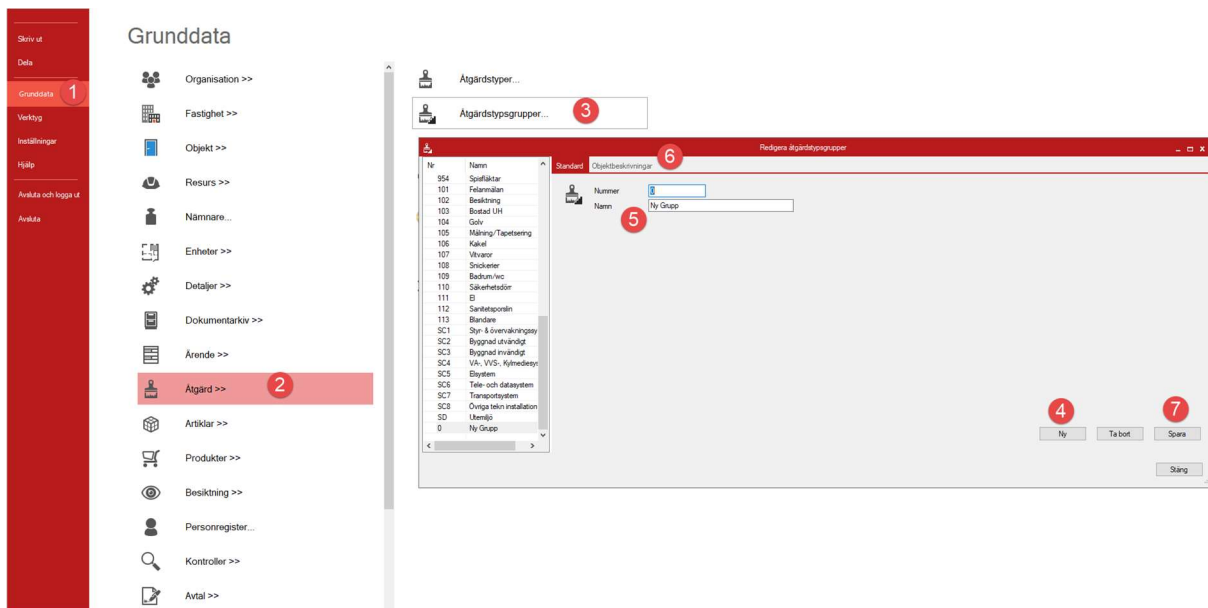 Grunddata
Skriv ut
Dela
Grunddata 1
Verktyg
Inställningar
Hjälp
Avsluta och logga ut
Avsluta
Organisation >>
Fastighet >>
Objekt >>
Resurs >>
Nämnare...
Enheter >>
Detaljer >>
Dokumentarkiv >>
Ärende >>
Åtgärd >> 2
Artiklar >>
Produkter >>
Besiktning >>
Personregister...
Kontroller >>
Avtal >>
Åtgärdstyper...
Åtgärdstypsgrupper... 3
Redigera åtgärdstypsgrupper
Nr Namn
954 Spisfläktar
101 Felanmälan
102 Besiktning
103 Bostad UH
104 Golv
105 Målning/Tapetsering
106 Kakel
107 Vitvaror
108 Snickerier
109 Badrum/wc
110 Säkerhetsdörr
111 El
112 Sanitetsporslin
113 Blandare
SC1 Styr- & övervakningssy
SC2 Byggnad utvändigt
SC3 Byggnad invändigt
SC4 VA-, VVS-, Kylmediesy
SC5 Elsystem
SC6 Tele- och datasystem
SC7 Transportsystem
SC8 Övriga tekn installation
SD Utemiljö
0 Ny Grupp
Standard Objektbeskrivningar 6
Nummer 0
Namn Ny Grupp
5
4 7
Ny Ta bort Spara
Stäng